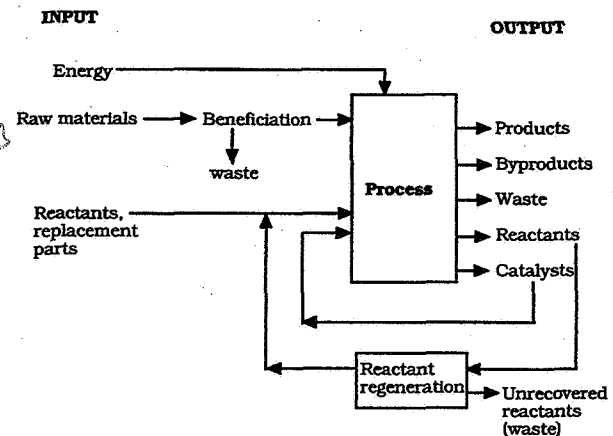 INPUT
OUTPUT
Energy
Raw materials
Beneficiation
Products
Byproducts
waste
Process
Waste
Reactants,
replacement
parts
Reactants
Catalysts
Reactant
regeneration
Unrecovered
reactants
(waste)